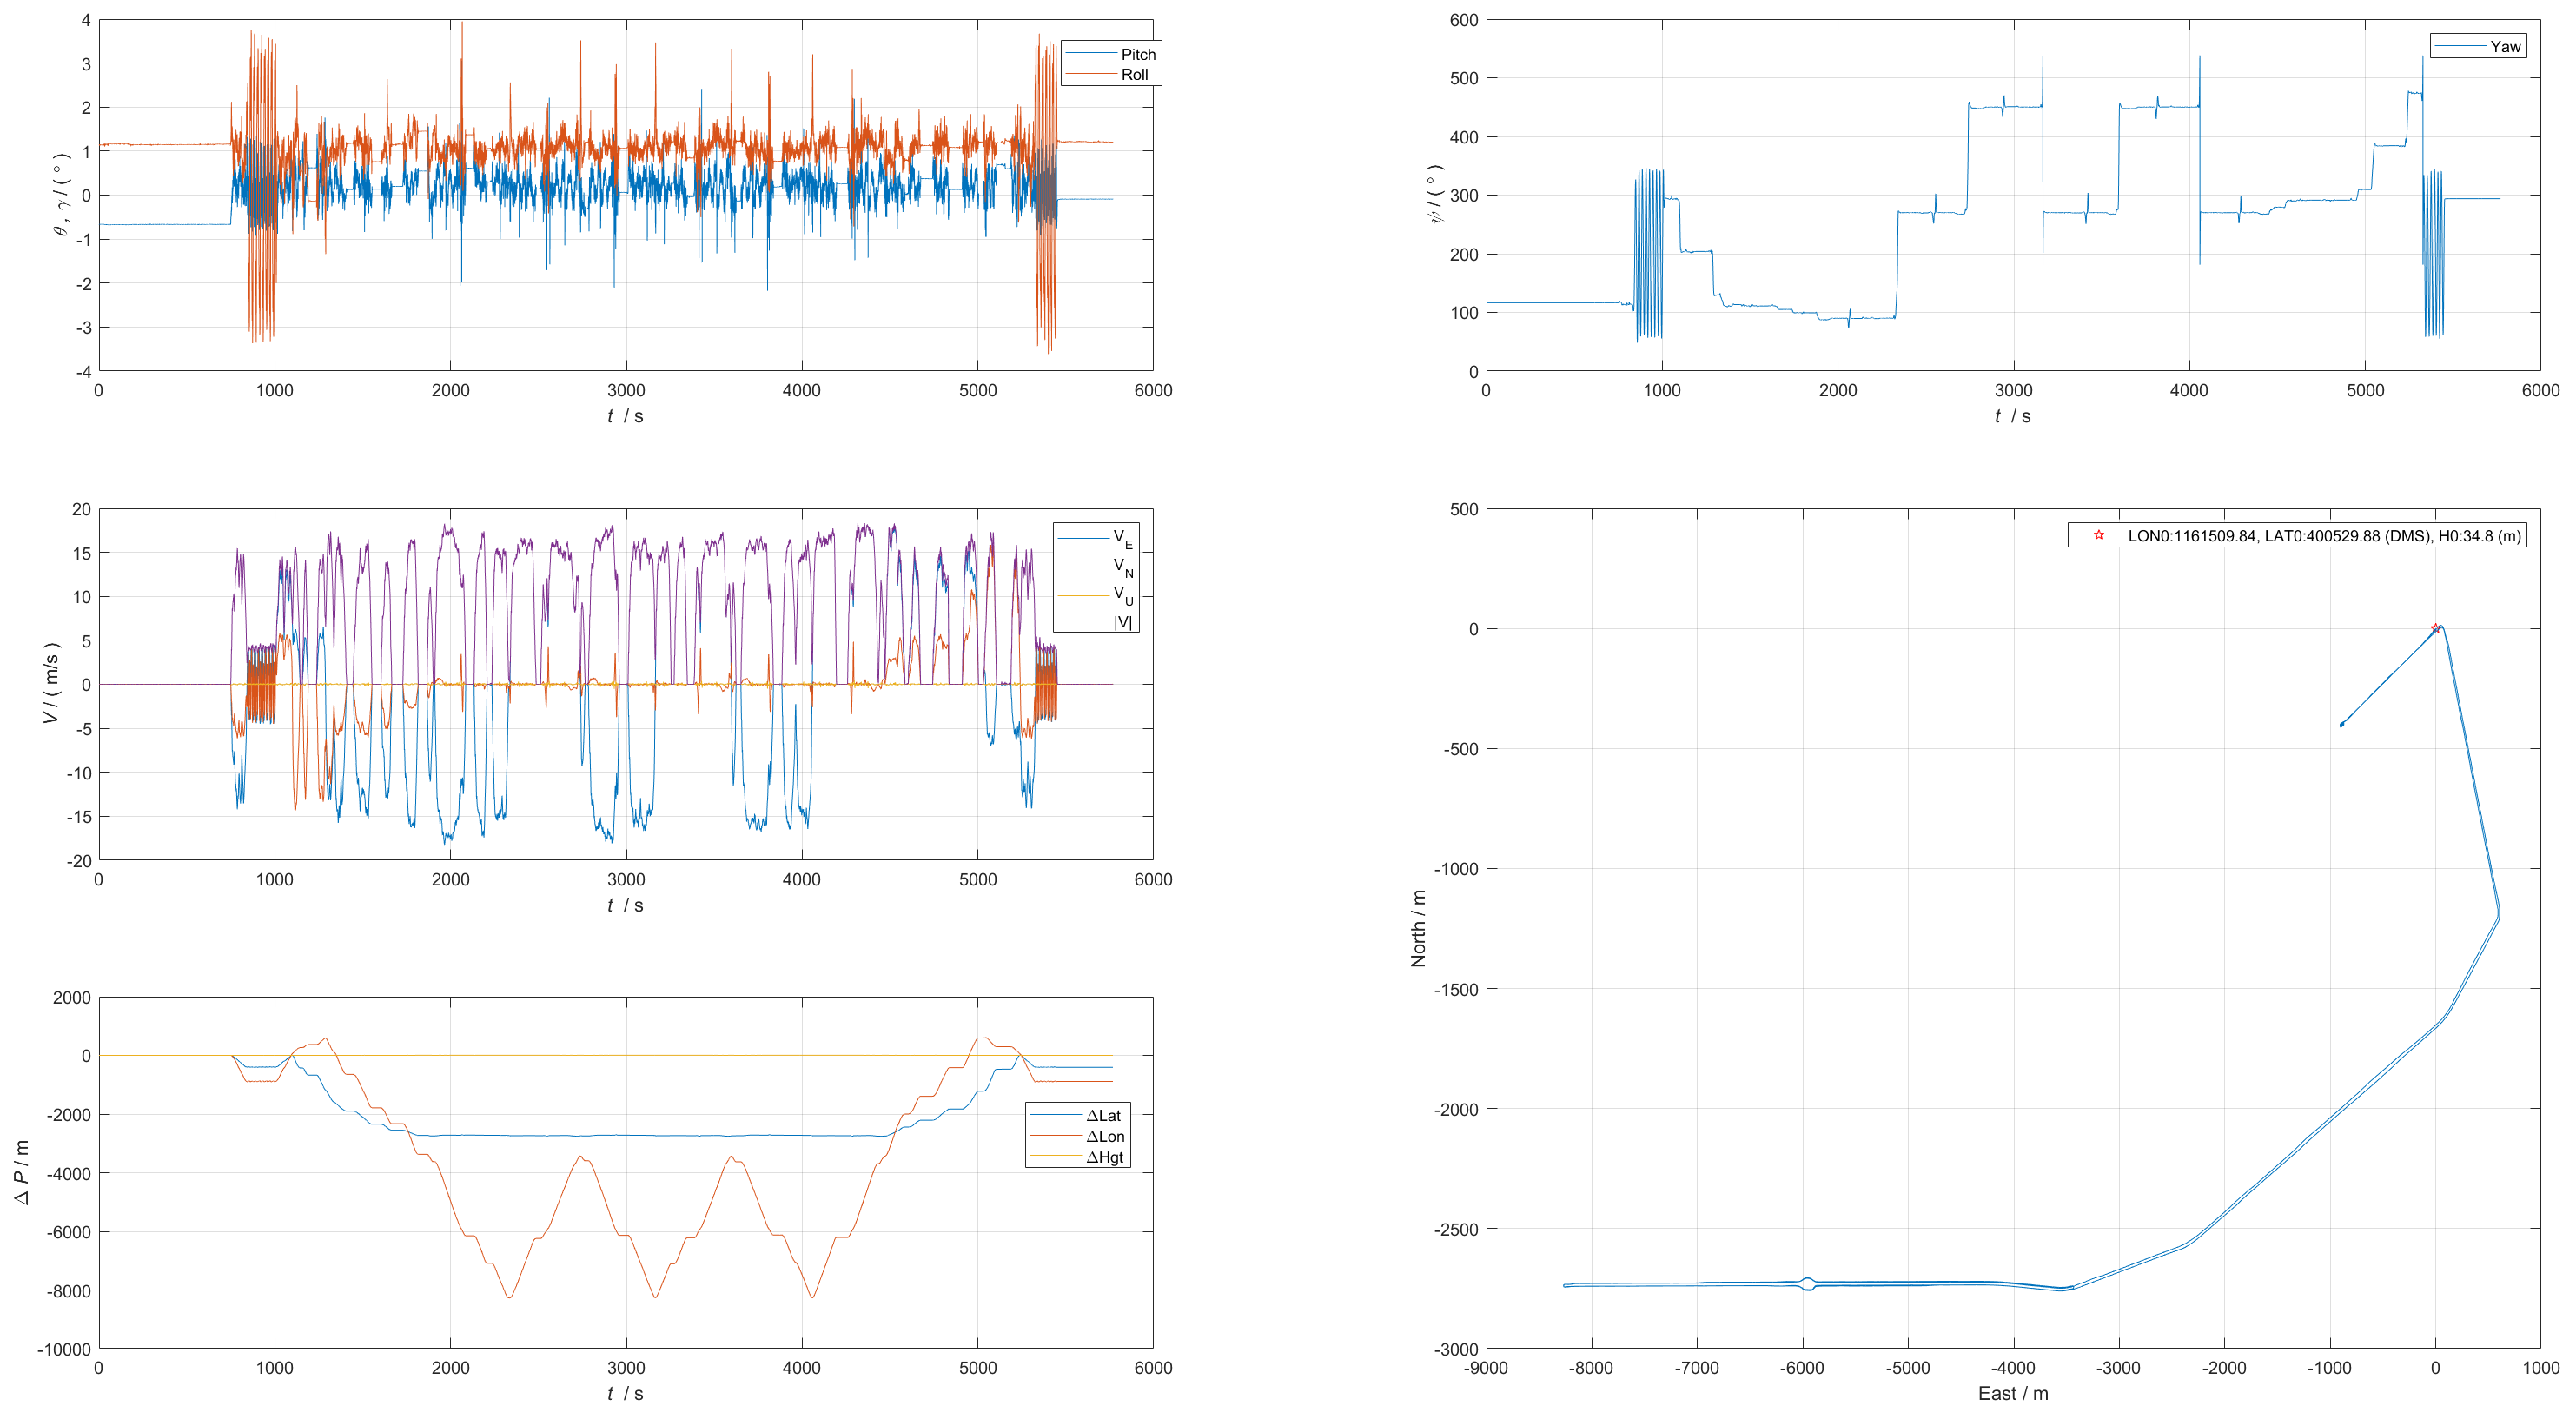 4
3
2
1
0
-1
-2
-3
-4
θ, γ / ( ° )
0 1000 2000 3000 4000 5000 6000
t / s
Pitch
Roll
600
500
400
300
200
100
0
ψ / ( ° )
0 1000 2000 3000 4000 5000 6000
t / s
Yaw
20
15
10
5
0
-5
-10
-15
-20
V / ( m/s )
0 1000 2000 3000 4000 5000 6000
t / s
V_E
V_N
V_U
|V|
2000
0
-2000
-4000
-6000
-8000
-10000
Δ P / m
0 1000 2000 3000 4000 5000 6000
t / s
ΔLat
ΔLon
ΔHgt
500
0
-500
-1000
-1500
-2000
-2500
-3000
North / m
-9000 -8000 -7000 -6000 -5000 -4000 -3000 -2000 -1000 0 1000
East / m
LON0:1161509.84, LAT0:400529.88 (DMS), H0:34.8 (m)